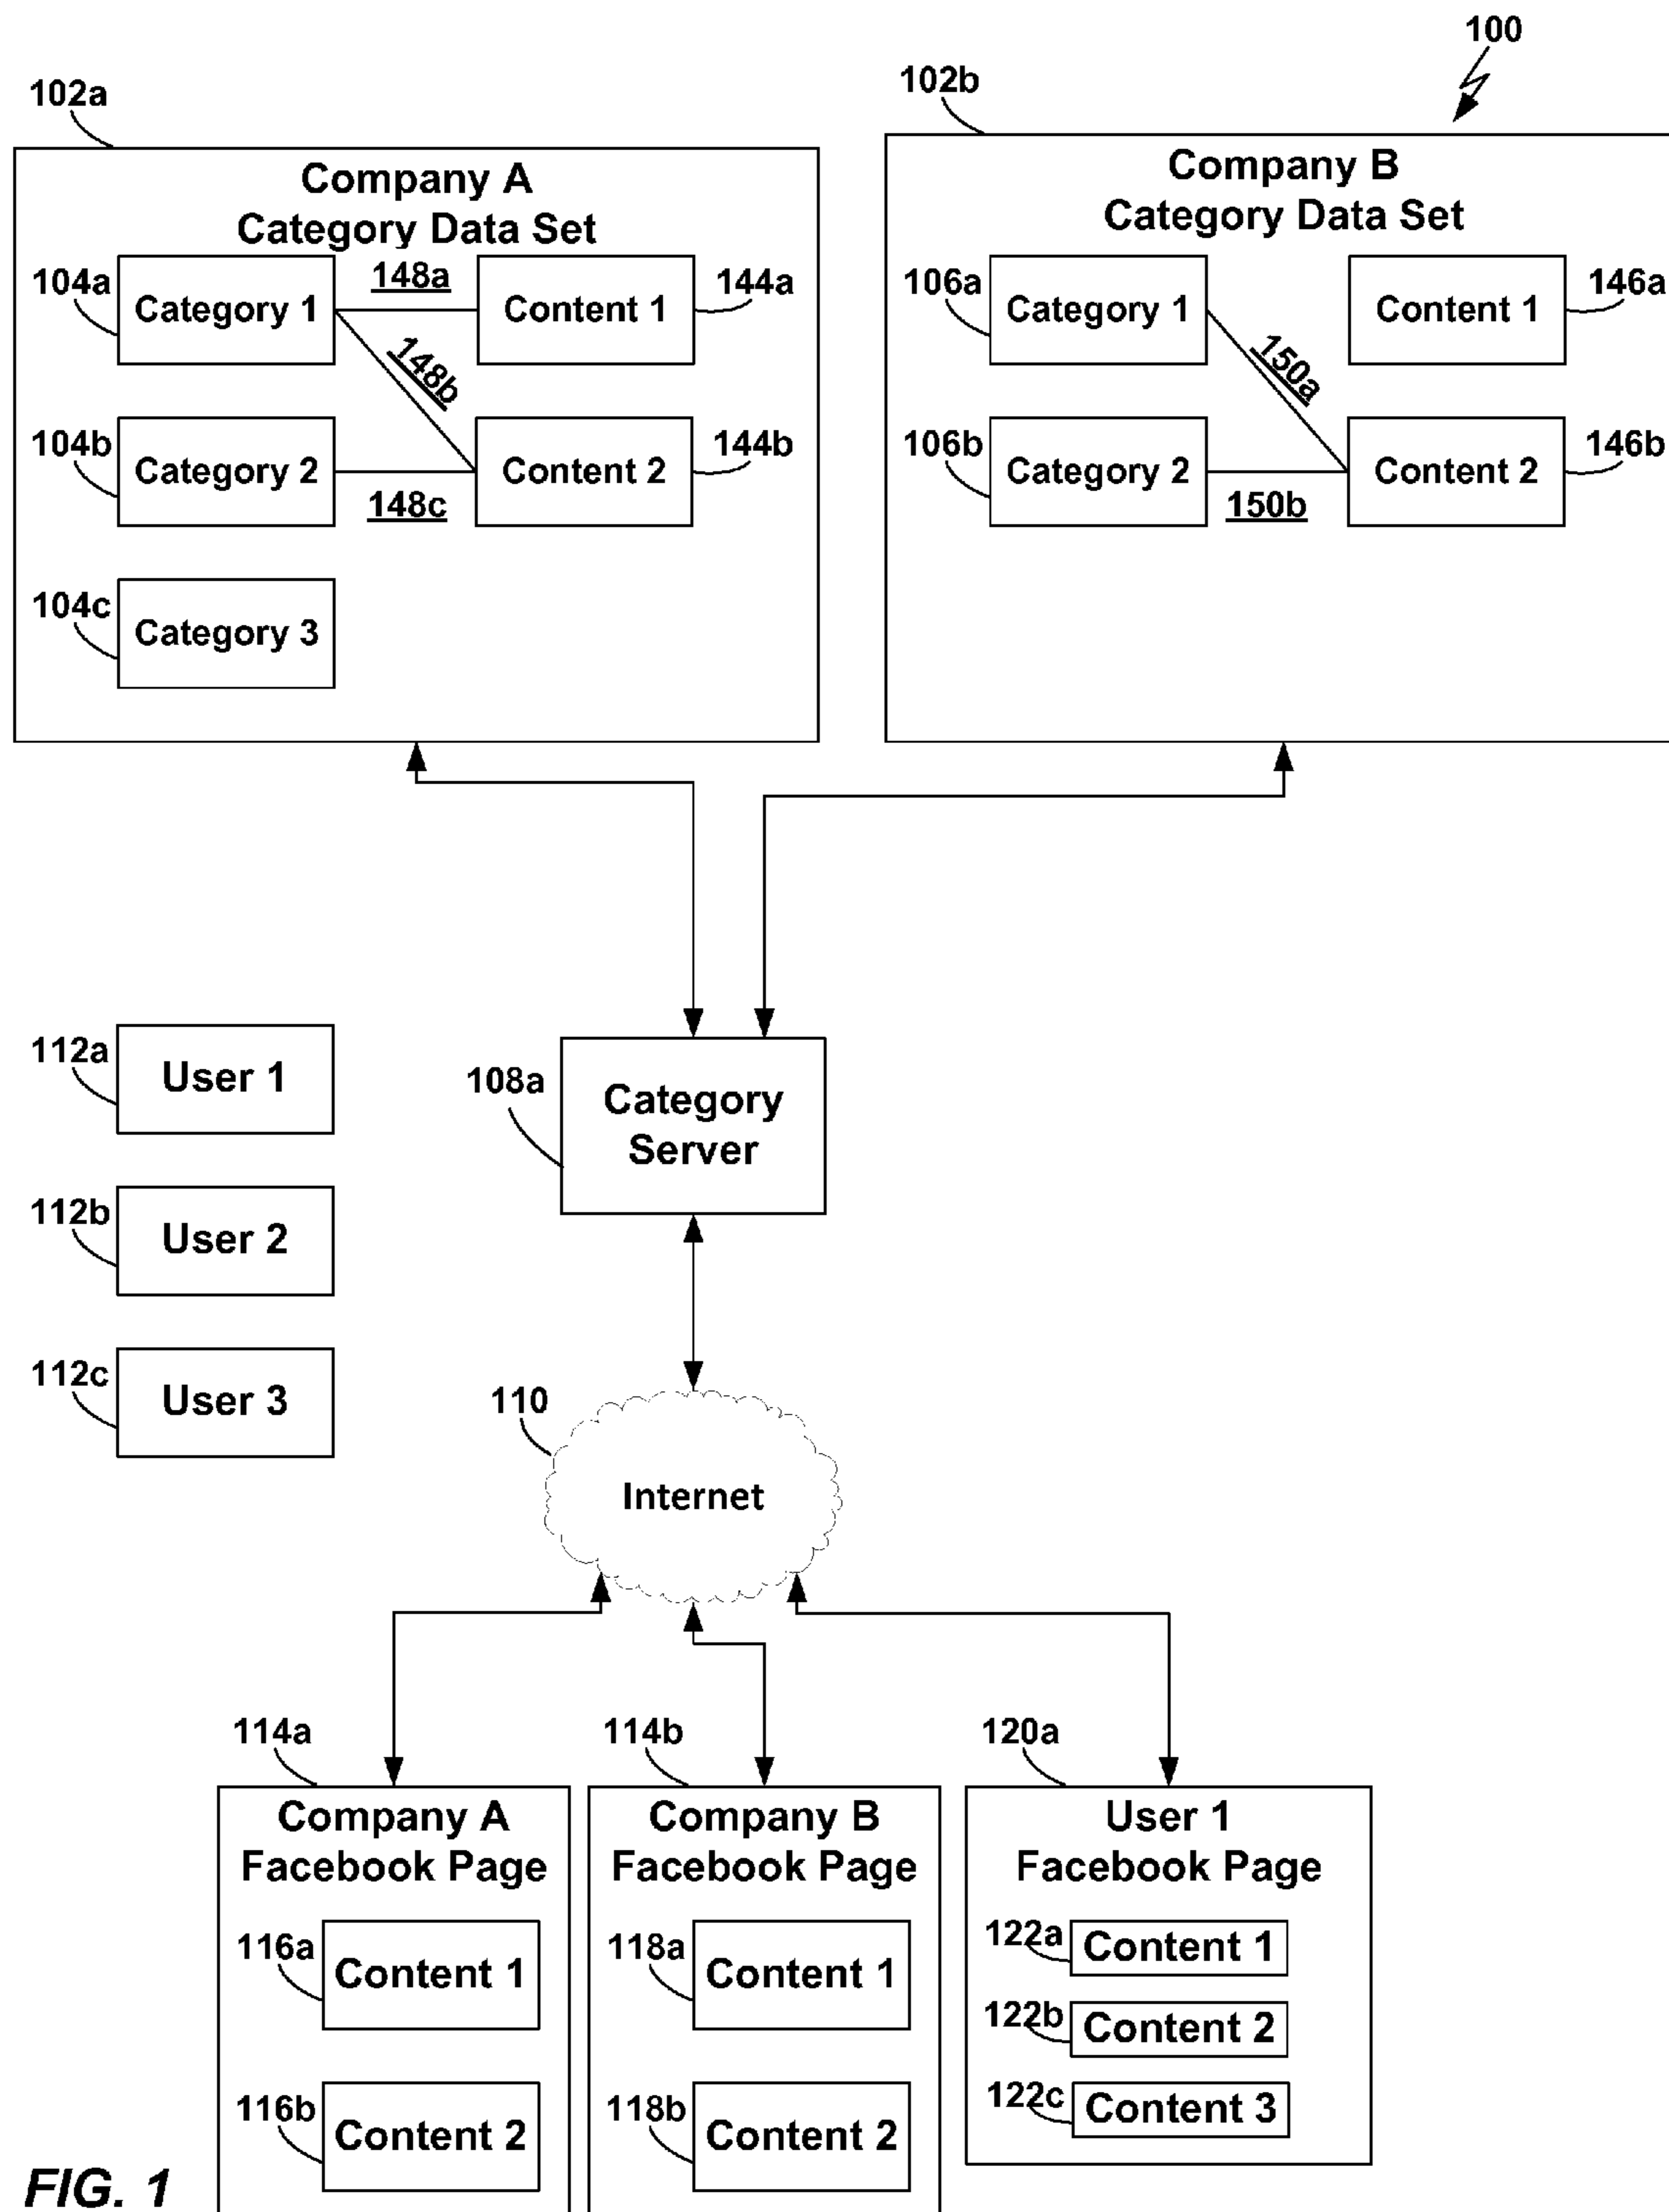 100
102a
102b
Company A
Category Data Set
Company B
Category Data Set
104a
Category 1
148a
Content 1
144a
148b
104b
Category 2
148c
Content 2
144b
104c
Category 3
106a
Category 1
Content 1
146a
150a
106b
Category 2
150b
Content 2
146b
112a
User 1
108a
Category
Server
112b
User 2
112c
User 3
110
Internet
114a
Company A
Facebook Page
116a
Content 1
116b
Content 2
114b
Company B
Facebook Page
118a
Content 1
118b
Content 2
120a
User 1
Facebook Page
122a
Content 1
122b
Content 2
122c
Content 3
FIG. 1